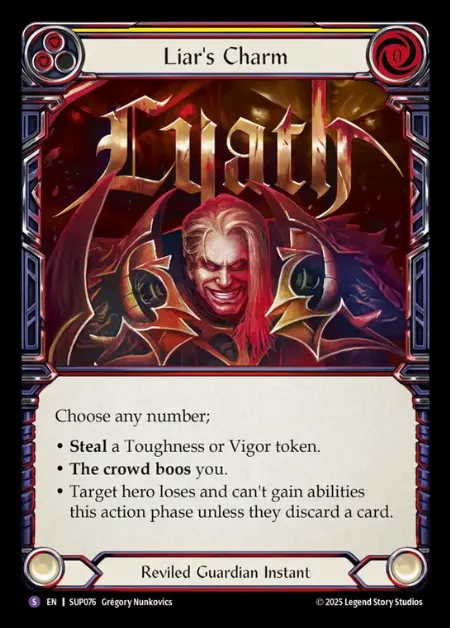 Liar's Charm
0
Lyath
Choose any number;
• Steal a Toughness or Vigor token.
• The crowd boos you.
• Target hero loses and can't gain abilities
this action phase unless they discard a card.
Reviled Guardian Instant
S EN | SUP076 Grégory Nunkovics
© 2025 Legend Story Studios